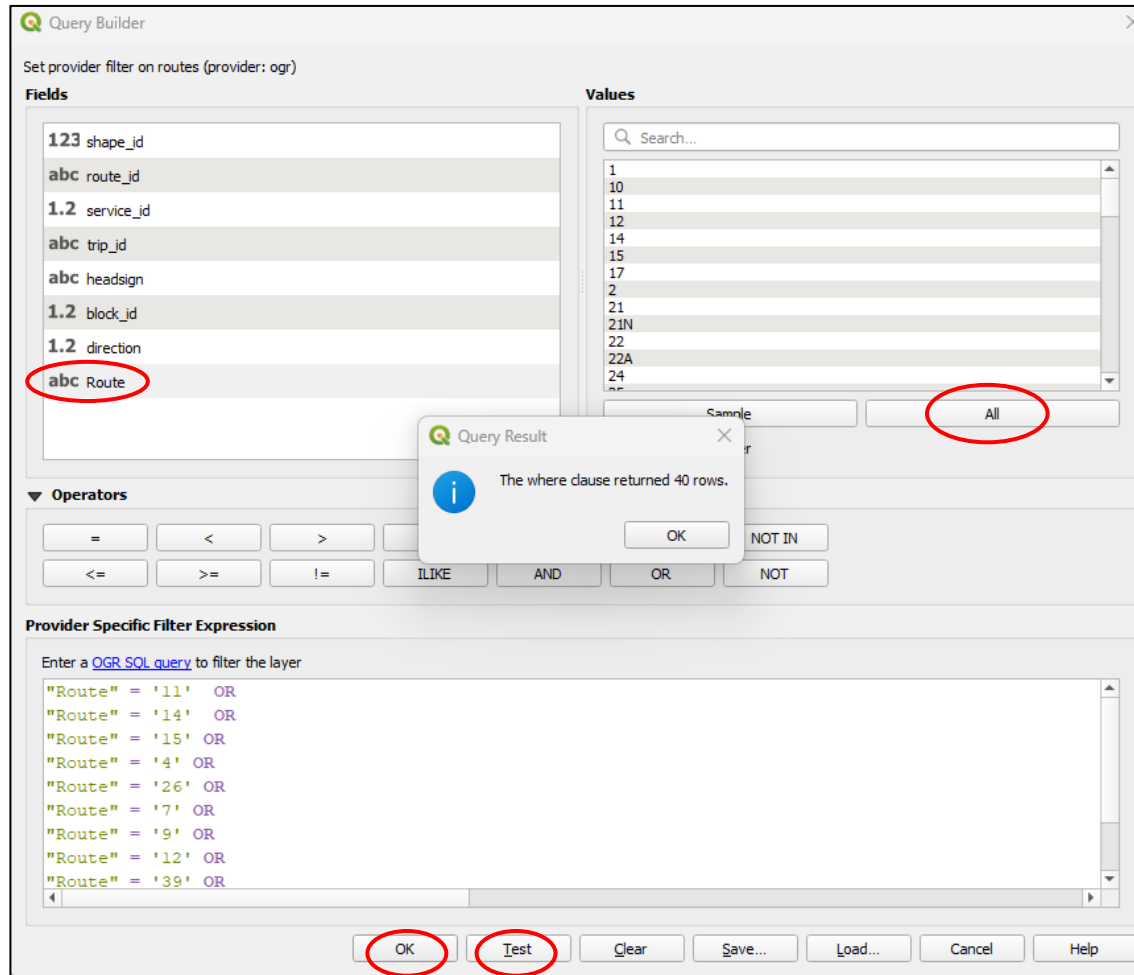 Query Builder
Set provider filter on routes (provider: ogr)
Fields
123 shape_id
abc route_id
1.2 service_id
abc trip_id
abc headsign
1.2 block_id
1.2 direction
abc Route
Values
Search...
1
10
11
12
14
15
17
2
21
21N
22
22A
24
Sample
All
Query Result
The where clause returned 40 rows.
OK
Operators
= < > NOT IN
<= >= != ILIKE AND OR NOT
Provider Specific Filter Expression
Enter a OGR SQL query to filter the layer
"Route" = '11' OR
"Route" = '14' OR
"Route" = '15' OR
"Route" = '4' OR
"Route" = '26' OR
"Route" = '7' OR
"Route" = '9' OR
"Route" = '12' OR
"Route" = '39' OR
OK Test Clear Save... Load... Cancel Help